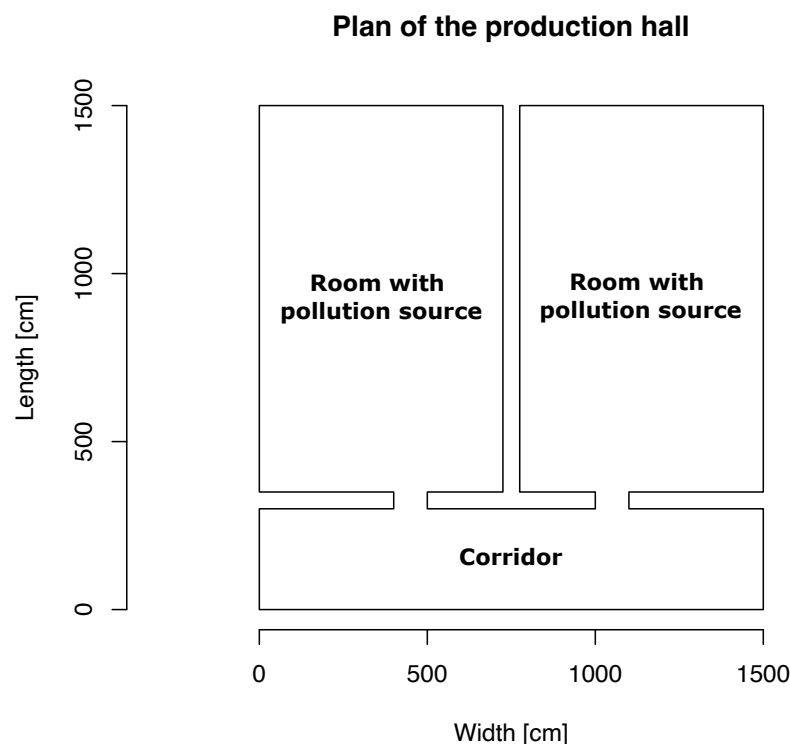 Plan of the production hall
1500
1000
500
0
Length [cm]
Room with
pollution source
Room with
pollution source
Corridor
0
500
1000
1500
Width [cm]